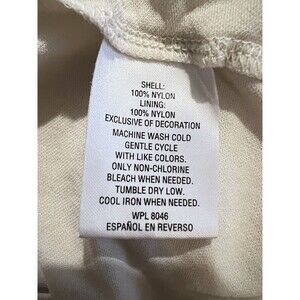 SHELL:
100% NYLON
LINING:
100% NYLON
EXCLUSIVE OF DECORATION
MACHINE WASH COLD
GENTLE CYCLE
WITH LIKE COLORS.
ONLY NON-CHLORINE
BLEACH WHEN NEEDED.
TUMBLE DRY LOW.
COOL IRON WHEN NEEDED.
WPL 8046
ESPAÑOL EN REVERSO